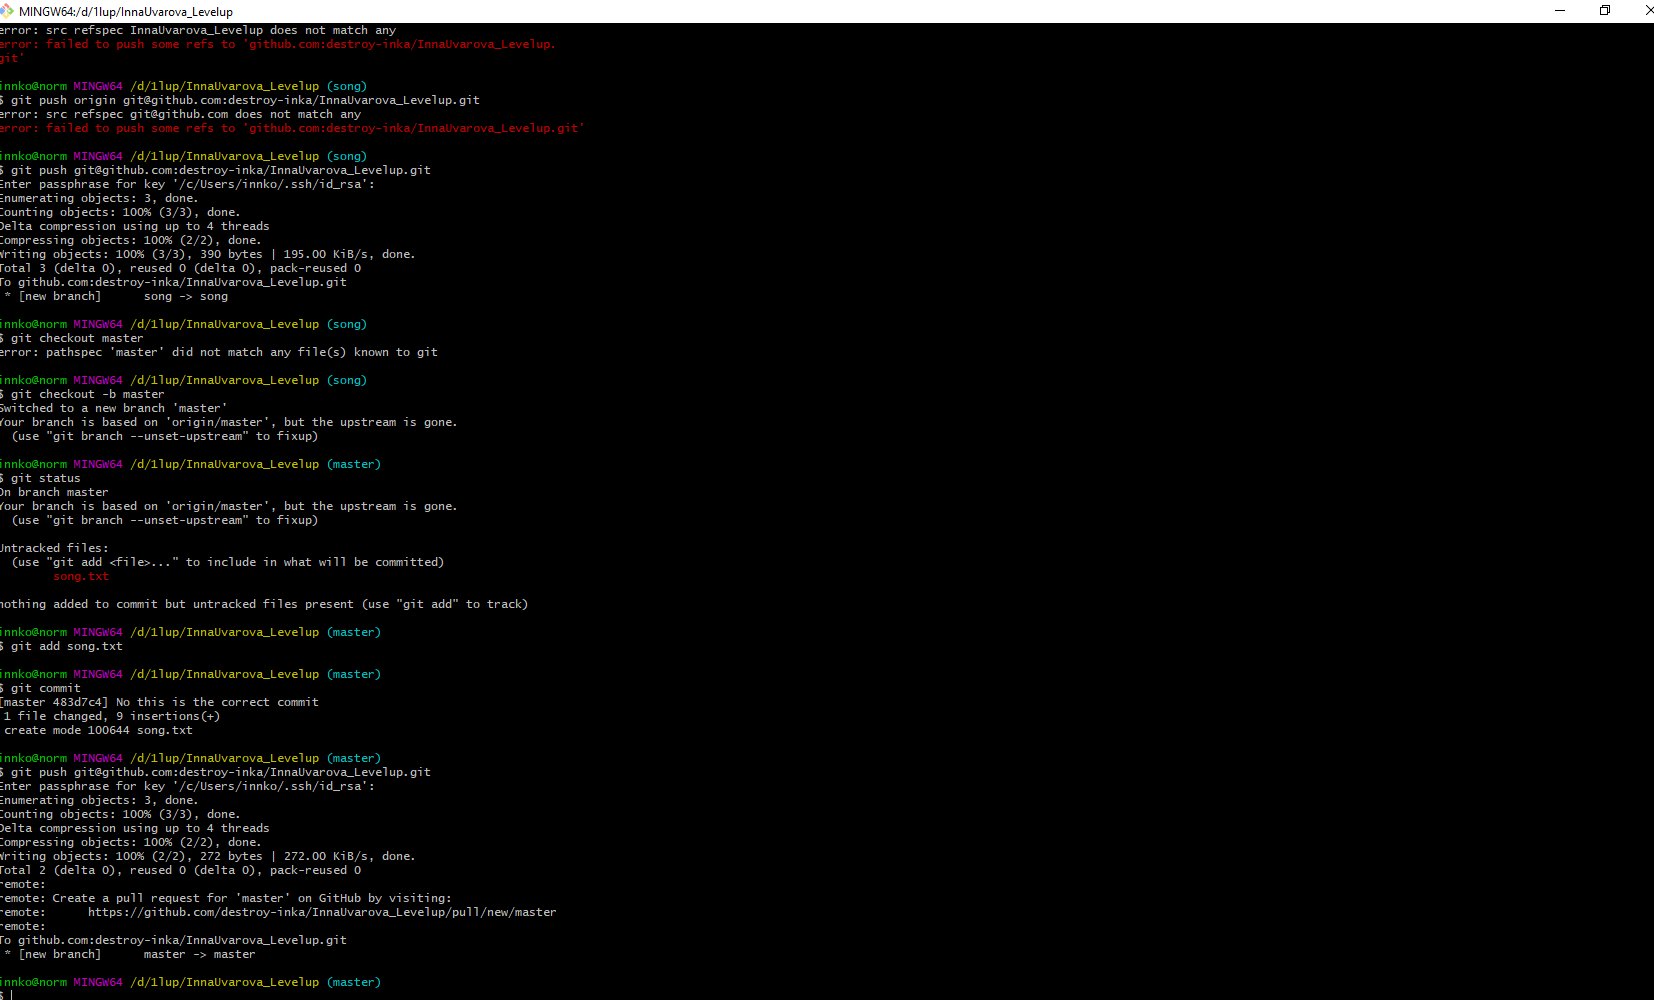 MINGW64:/d/1lup/InnaUvarova_Levelup
error: src refspec InnaUvarova_Levelup does not match any
error: failed to push some refs to 'github.com:destroy-inka/InnaUvarova_Levelup.
git'
innko@norm MINGW64 /d/1lup/InnaUvarova_Levelup (song)
$ git push origin git@github.com:destroy-inka/InnaUvarova_Levelup.git
error: src refspec git@github.com does not match any
error: failed to push some refs to 'github.com:destroy-inka/InnaUvarova_Levelup.git'
innko@norm MINGW64 /d/1lup/InnaUvarova_Levelup (song)
$ git push git@github.com:destroy-inka/InnaUvarova_Levelup.git
Enter passphrase for key '/c/Users/innko/.ssh/id_rsa':
Enumerating objects: 3, done.
Counting objects: 100% (3/3), done.
Delta compression using up to 4 threads
Compressing objects: 100% (2/2), done.
Writing objects: 100% (3/3), 390 bytes | 195.00 KiB/s, done.
Total 3 (delta 0), reused 0 (delta 0), pack-reused 0
To github.com:destroy-inka/InnaUvarova_Levelup.git
 * [new branch]      song -> song
innko@norm MINGW64 /d/1lup/InnaUvarova_Levelup (song)
$ git checkout master
error: pathspec 'master' did not match any file(s) known to git
innko@norm MINGW64 /d/1lup/InnaUvarova_Levelup (song)
$ git checkout -b master
Switched to a new branch 'master'
Your branch is based on 'origin/master', but the upstream is gone.
  (use "git branch --unset-upstream" to fixup)
innko@norm MINGW64 /d/1lup/InnaUvarova_Levelup (master)
$ git status
On branch master
Your branch is based on 'origin/master', but the upstream is gone.
  (use "git branch --unset-upstream" to fixup)
Untracked files:
  (use "git add <file>..." to include in what will be committed)
        song.txt
nothing added to commit but untracked files present (use "git add" to track)
innko@norm MINGW64 /d/1lup/InnaUvarova_Levelup (master)
$ git add song.txt
innko@norm MINGW64 /d/1lup/InnaUvarova_Levelup (master)
$ git commit
[master 483d7c4] No this is the correct commit
 1 file changed, 9 insertions(+)
 create mode 100644 song.txt
innko@norm MINGW64 /d/1lup/InnaUvarova_Levelup (master)
$ git push git@github.com:destroy-inka/InnaUvarova_Levelup.git
Enter passphrase for key '/c/Users/innko/.ssh/id_rsa':
Enumerating objects: 3, done.
Counting objects: 100% (3/3), done.
Delta compression using up to 4 threads
Compressing objects: 100% (2/2), done.
Writing objects: 100% (2/2), 272 bytes | 272.00 KiB/s, done.
Total 2 (delta 0), reused 0 (delta 0), pack-reused 0
remote:
remote: Create a pull request for 'master' on GitHub by visiting:
remote:      https://github.com/destroy-inka/InnaUvarova_Levelup/pull/new/master
remote:
To github.com:destroy-inka/InnaUvarova_Levelup.git
 * [new branch]      master -> master
innko@norm MINGW64 /d/1lup/InnaUvarova_Levelup (master)
$